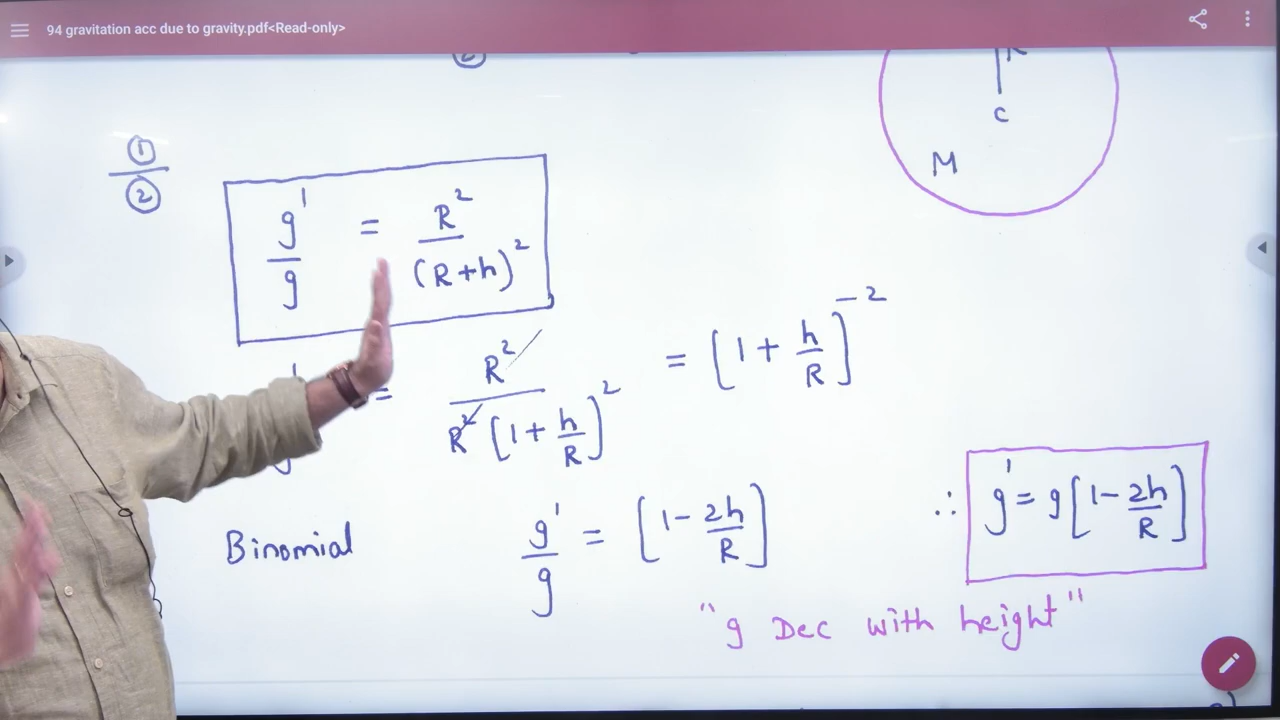 94 gravitation acc due to gravity.pdf<Read-only>
②
R
C
M
①/②
g'/g = R²/(R+h)²
= R²/R²[1+h/R]² = [1+h/R]⁻²
Binomial g'/g = [1-2h/R] ∴ g' = g[1-2h/R]
"g Dec with height"